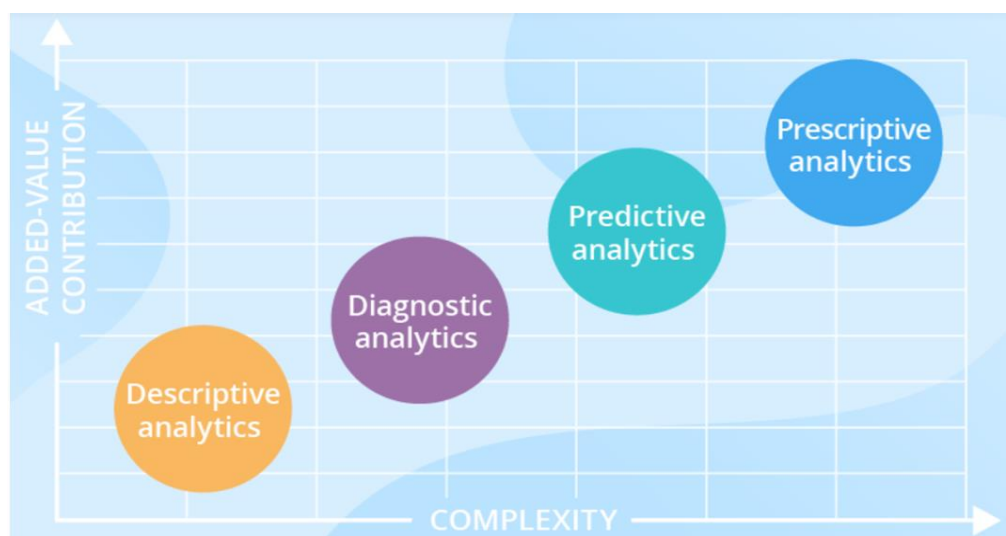 ADDED-VALUE
CONTRIBUTION
Prescriptive
analytics
Predictive
analytics
Diagnostic
analytics
Descriptive
analytics
COMPLEXITY